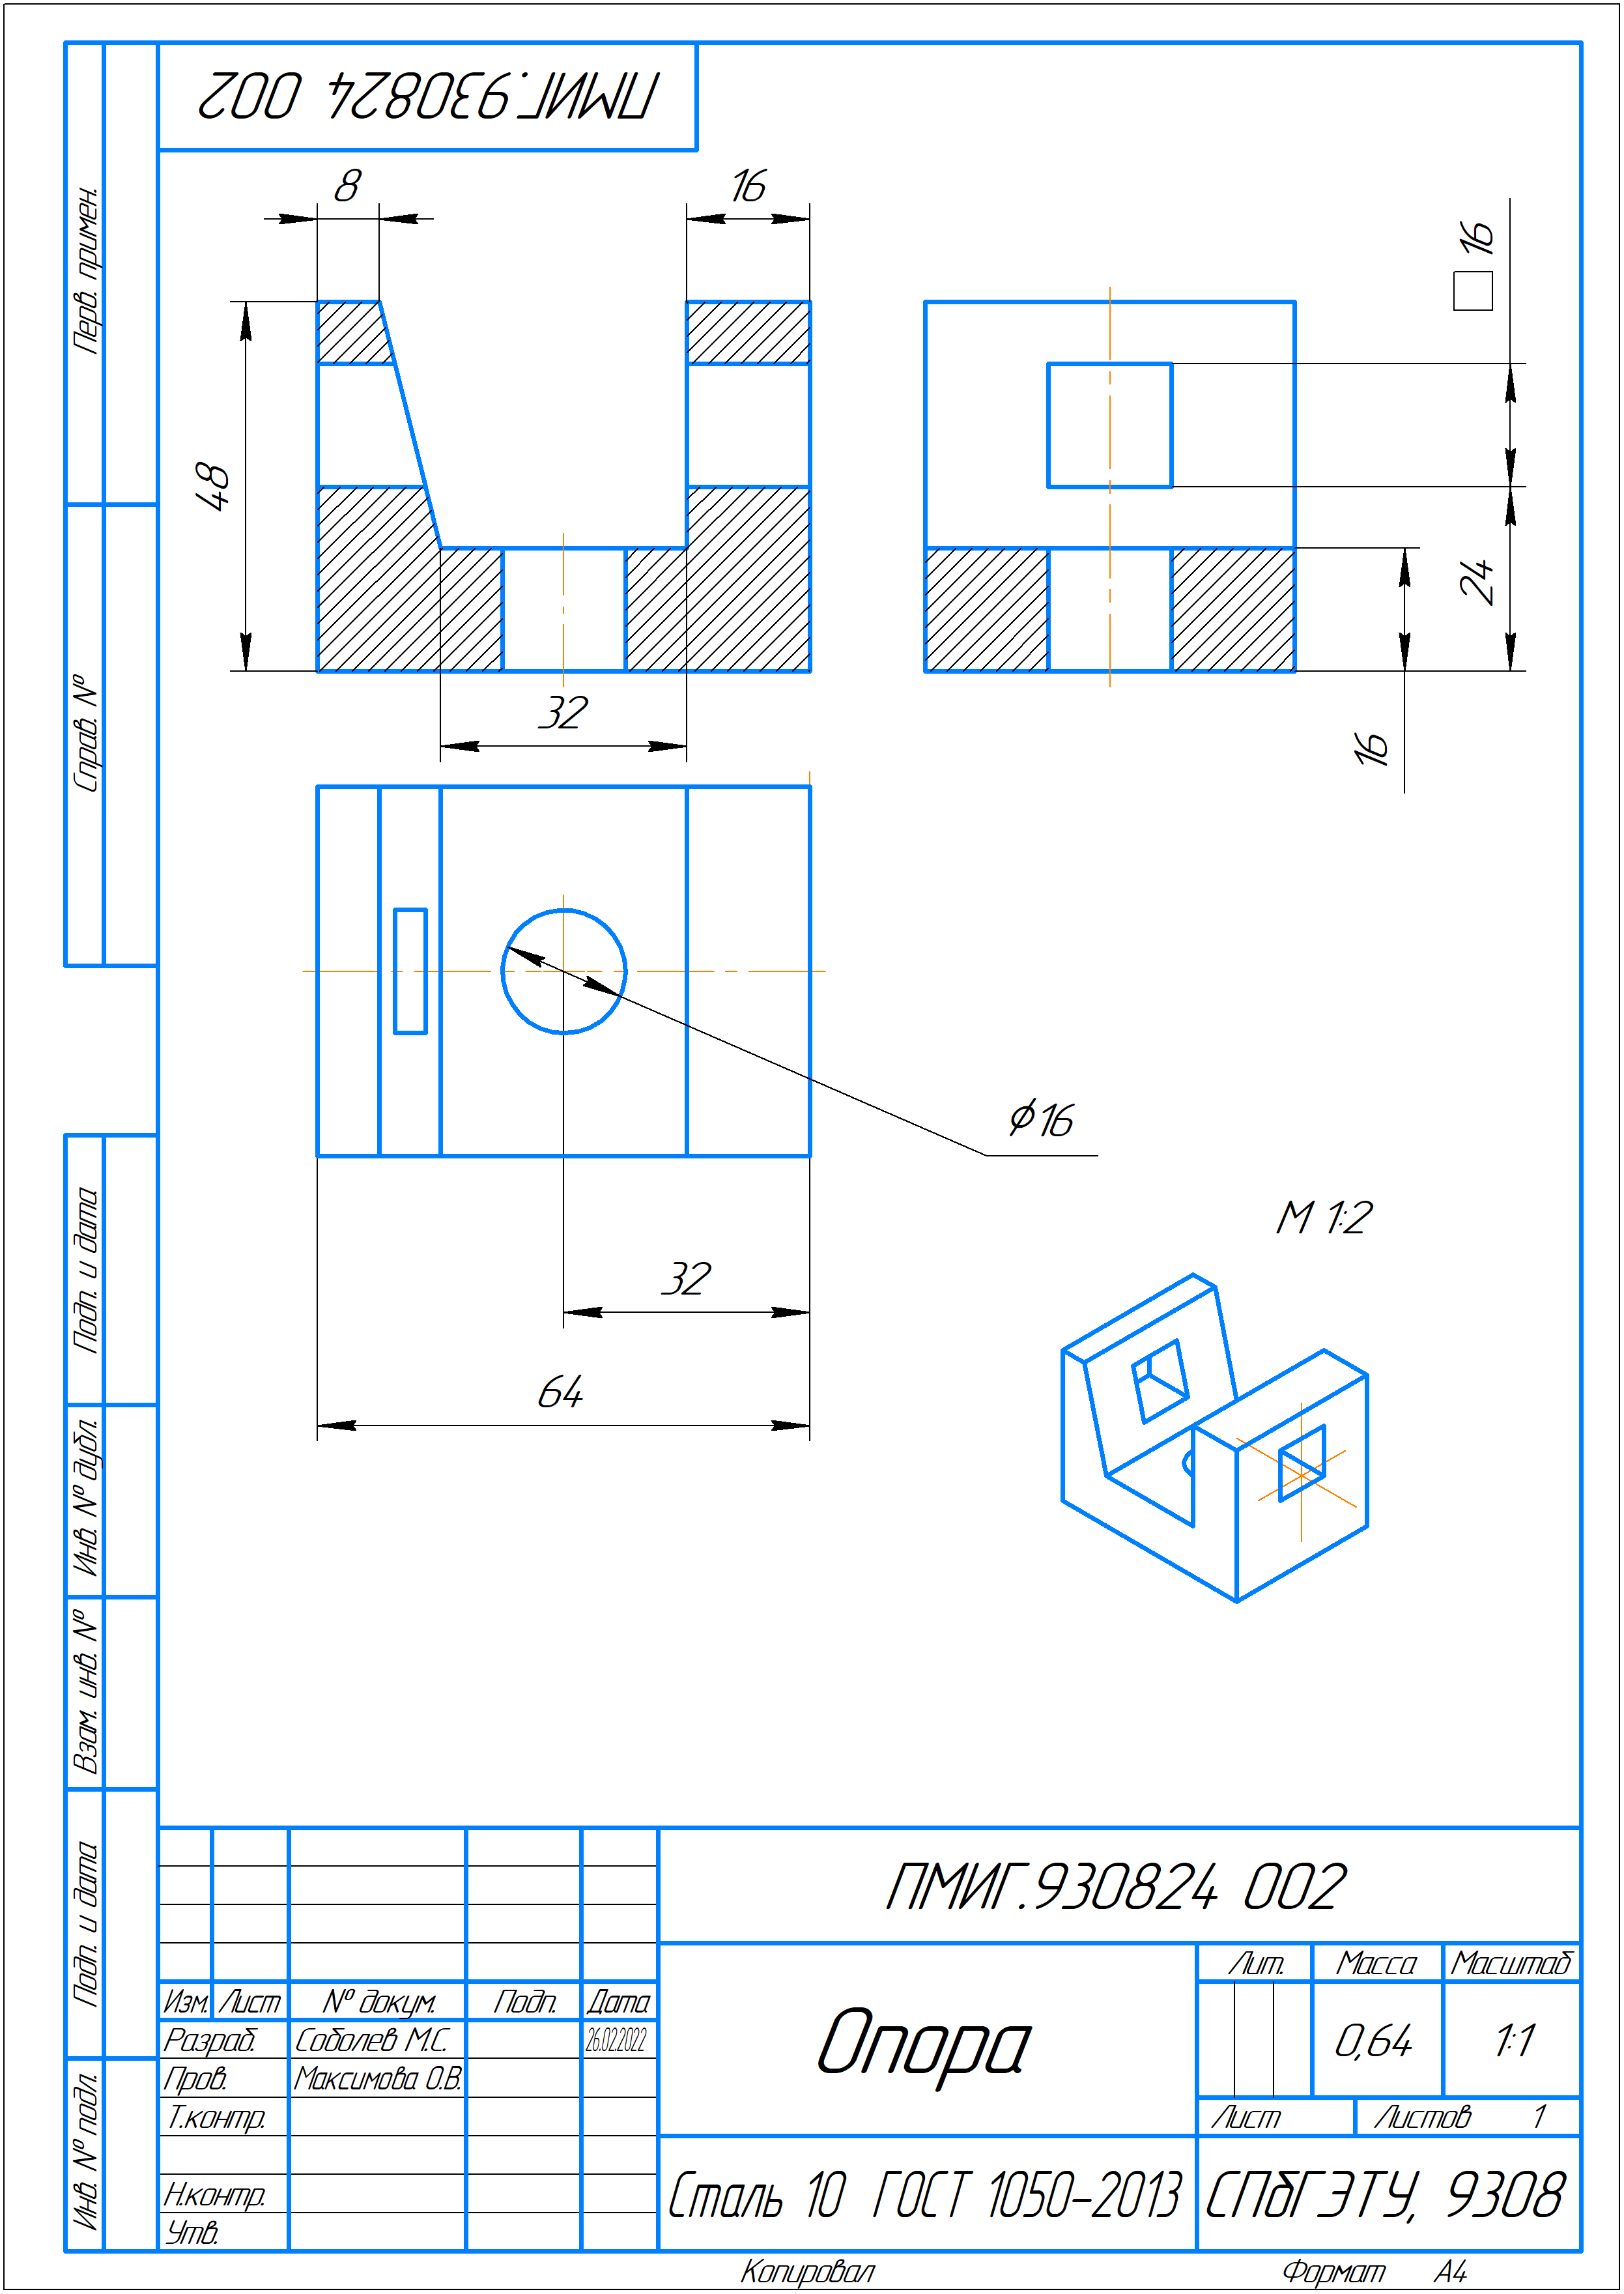 ПМИГ.930824 002
Перв. примен.
Справ. №
Подп. и дата
Инв. № дубл.
Взам. инв. №
Подп. и дата
Инв. № подл.
8
16
48
32
□ 16
24
16
ϕ16
32
64
М 1:2
ПМИГ.930824 002
Изм. Лист № докум. Подп. Дата
Разраб. Соболев М.С. 26.02.2022
Пров. Максимова О.В.
Т.контр.
Н.контр.
Утв.
Опора
Лит. Масса Масштаб
0,64 1:1
Лист Листов 1
Сталь 10 ГОСТ 1050-2013
СПбГЭТУ, 9308
Копировал Формат А4